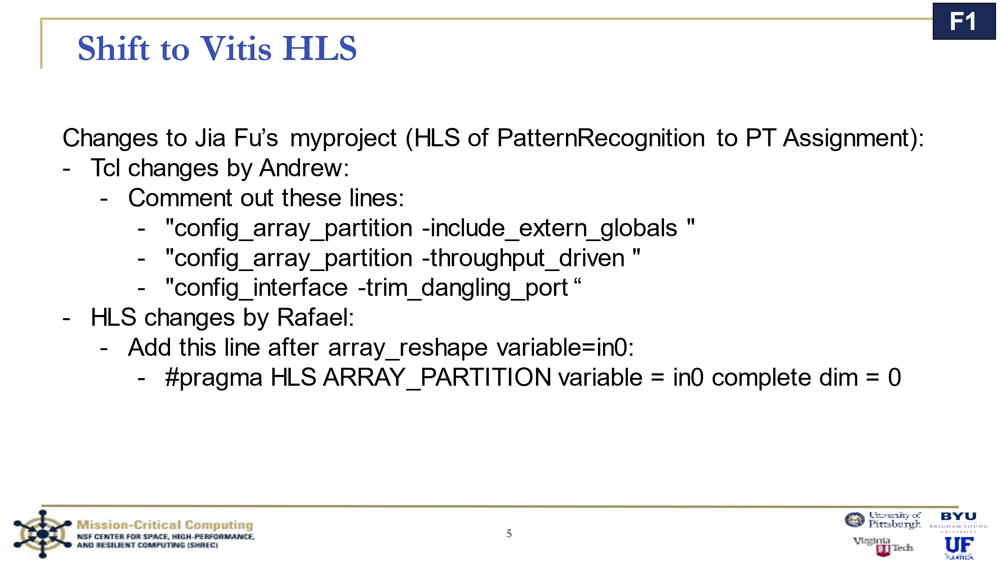 F1
Shift to Vitis HLS
Changes to Jia Fu’s myproject (HLS of PatternRecognition to PT Assignment):
- Tcl changes by Andrew:
- Comment out these lines:
- "config_array_partition -include_extern_globals "
- "config_array_partition -throughput_driven "
- "config_interface -trim_dangling_port “
- HLS changes by Rafael:
- Add this line after array_reshape variable=in0:
- #pragma HLS ARRAY_PARTITION variable = in0 complete dim = 0
Mission-Critical Computing
NSF CENTER FOR SPACE, HIGH-PERFORMANCE,
AND RESILIENT COMPUTING (SHREC)
5
University of
Pittsburgh
BYU
BRIGHAM YOUNG
UNIVERSITY
Virginia
Tech
UF
FLORIDA